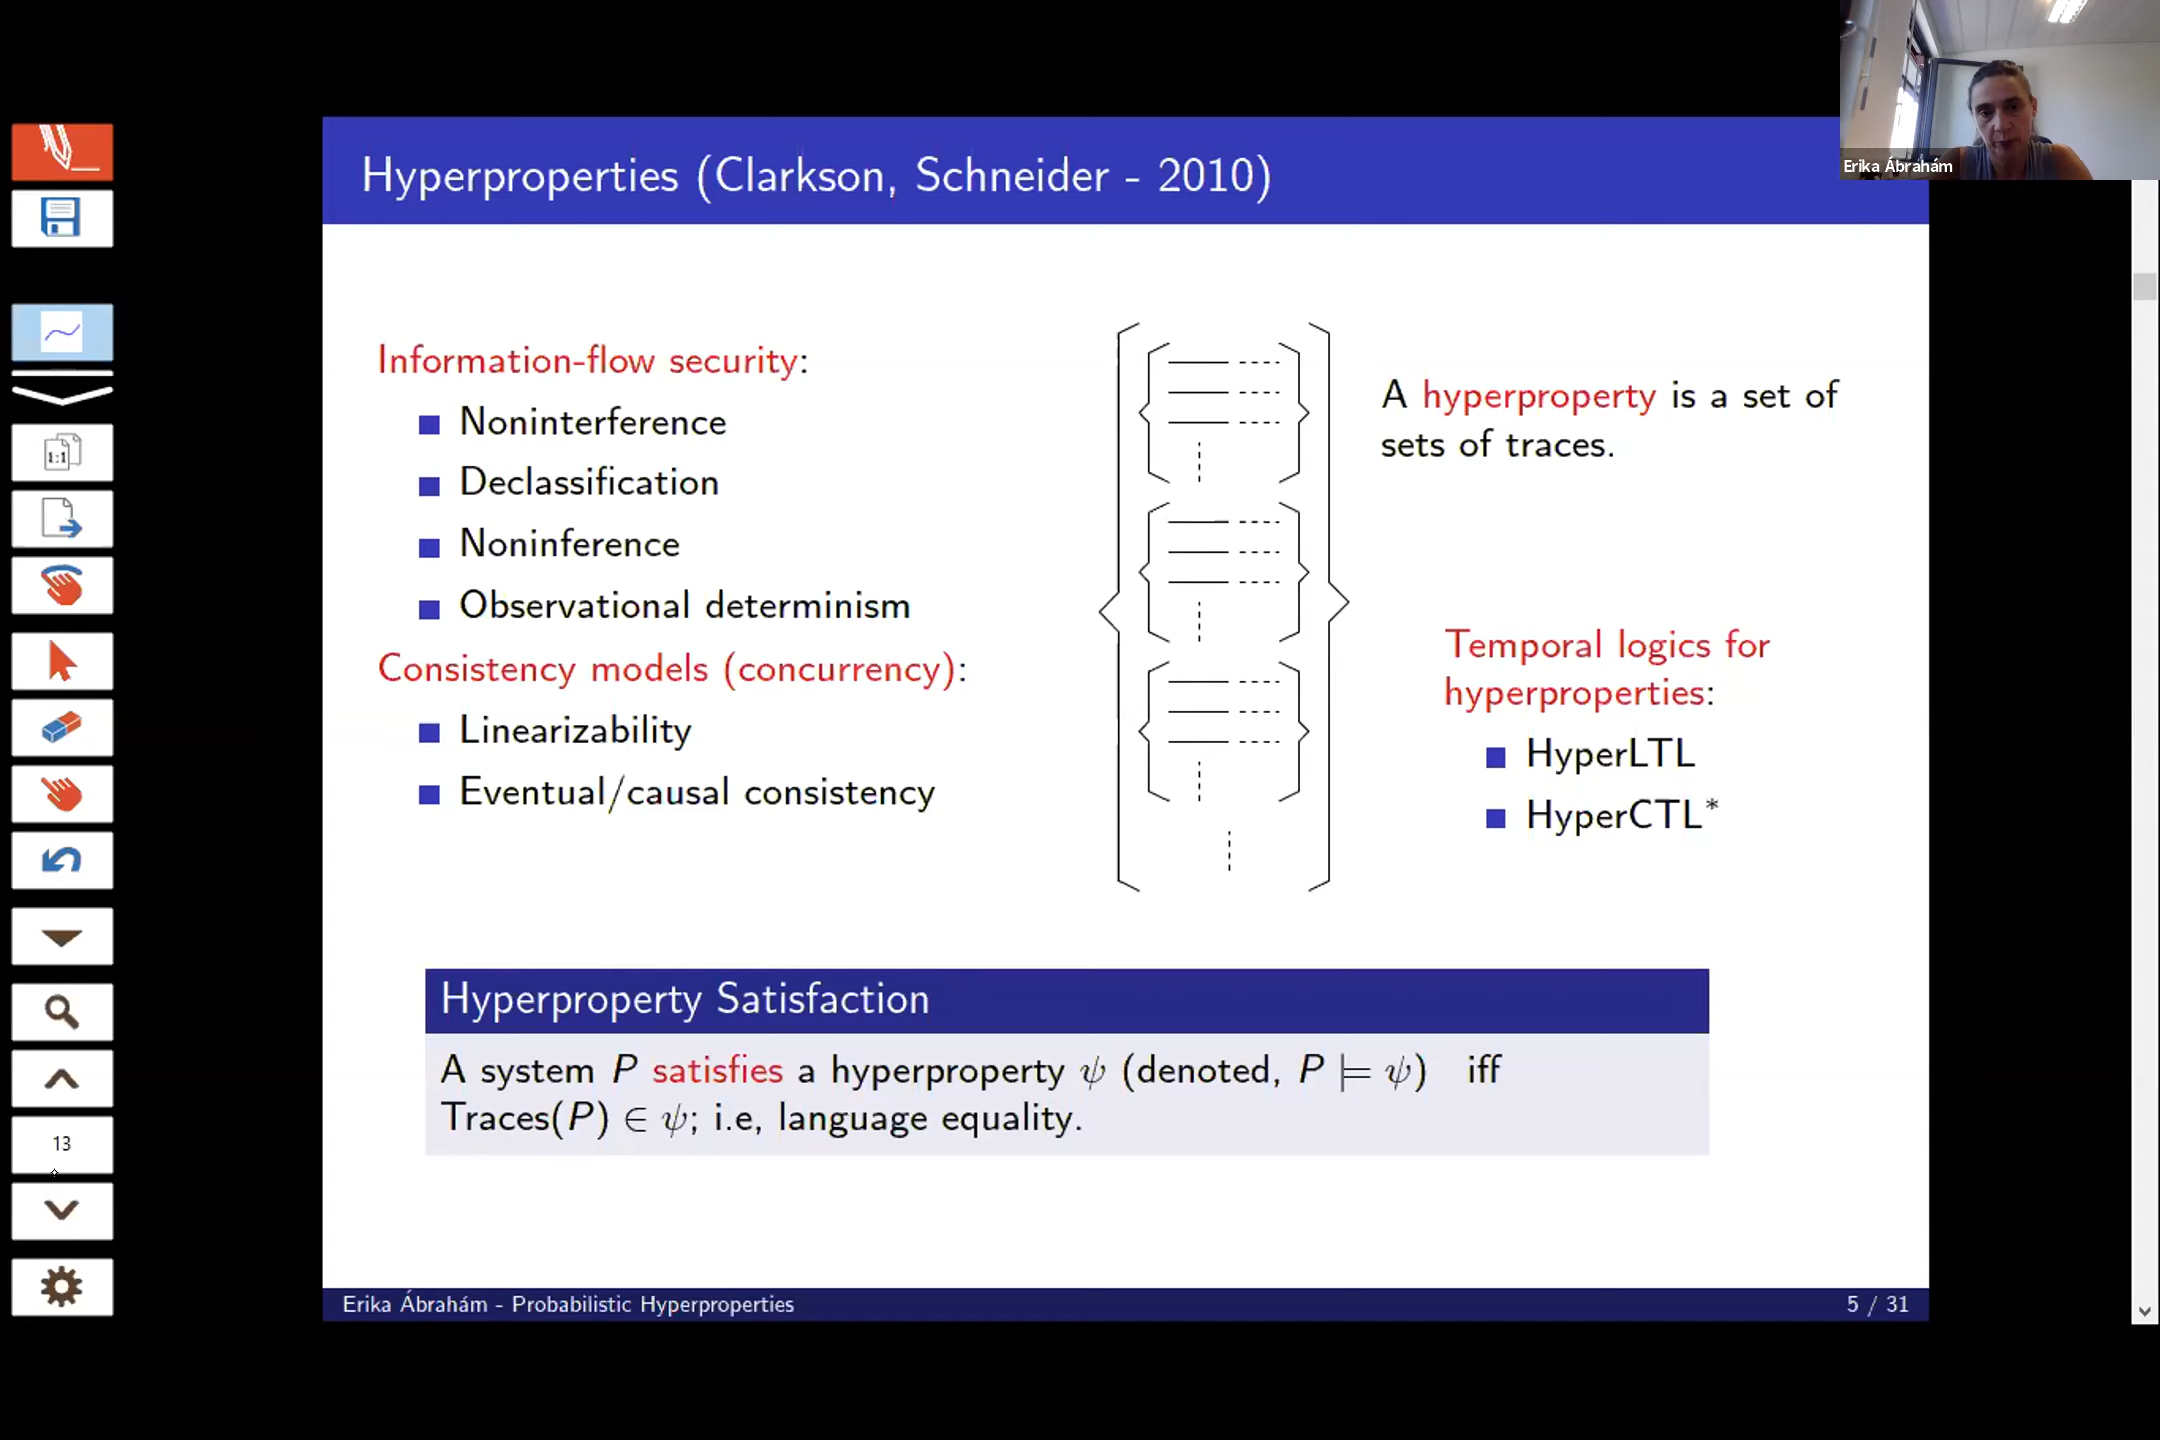 Erika Ábrahám
Hyperproperties (Clarkson, Schneider - 2010)
Information-flow security:
Noninterference
Declassification
Noninference
Observational determinism
Consistency models (concurrency):
Linearizability
Eventual/causal consistency
A hyperproperty is a set of
sets of traces.
Temporal logics for
hyperproperties:
HyperLTL
HyperCTL*
Hyperproperty Satisfaction
A system P satisfies a hyperproperty ψ (denoted, P ⊨ ψ) iff
Traces(P) ∈ ψ; i.e, language equality.
Erika Ábrahám - Probabilistic Hyperproperties
5 / 31
1:1
13